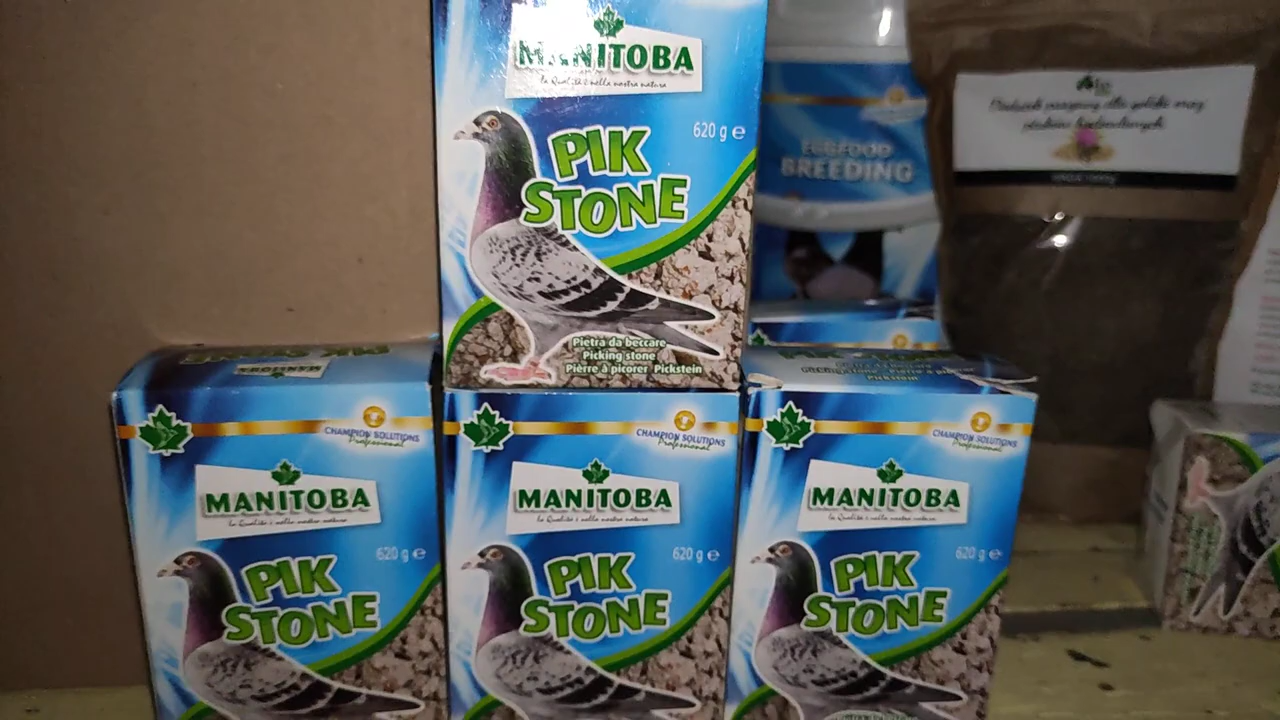 MANITOBA
la Qualità è nella nostra natura
620 g e
PIK
STONE
Pietra da beccare
Picking stone
Pierre à picorer Pickstein
BREEDING
MANITOBA
Pickstein
CHAMPION SOLUTIONS
Professional
MANITOBA
la Qualità è nella nostra natura
620 g e
PIK
STONE
CHAMPION SOLUTIONS
Professional
MANITOBA
la Qualità è nella nostra natura
620 g e
PIK
STONE
CHAMPION SOLUTIONS
Professional
MANITOBA
la Qualità è nella nostra natura
620 g e
PIK
STONE